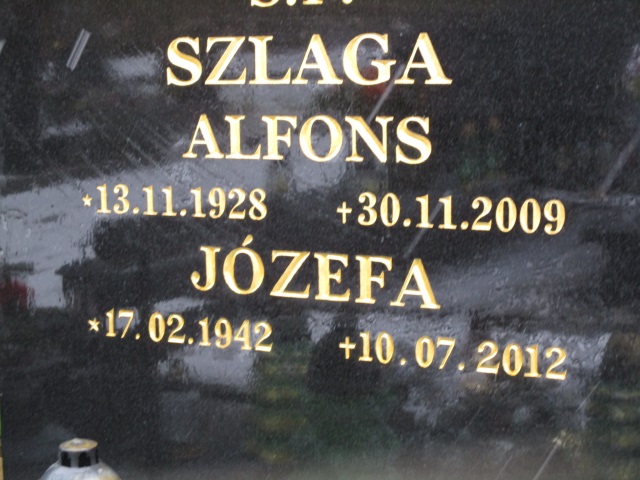 SZLAGA
ALFONS
*13.11.1928 +30.11.2009
JÓZEFA
*17.02.1942 +10.07.2012